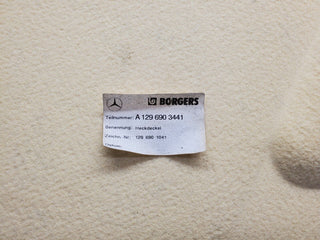 BORGERS
Teilnummer: A 129 690 3441
Benennung: Heckdeckel
Zeichn.-Nr.: 129 690 1041